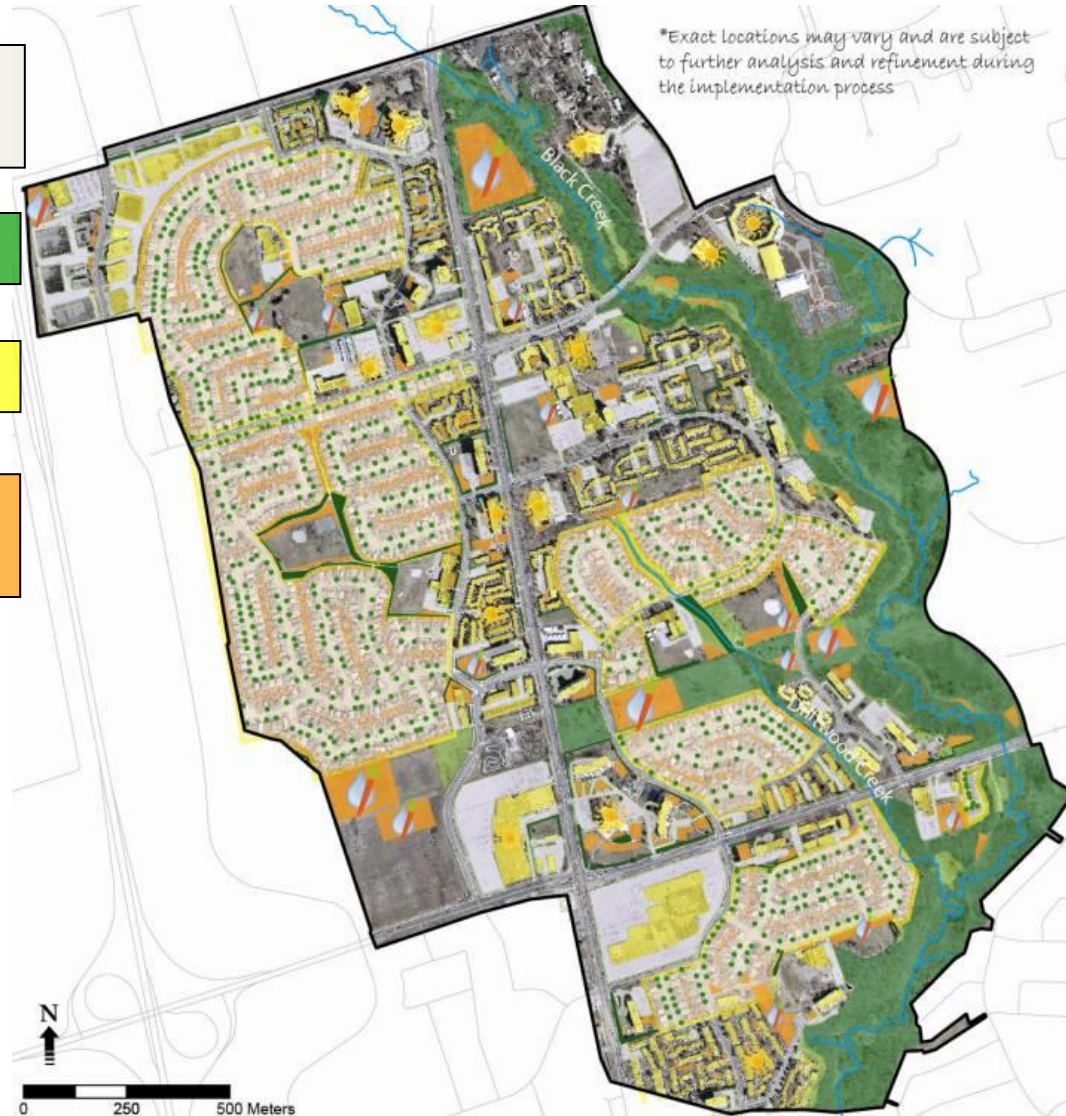 *Exact locations may vary and are subject
to further analysis and refinement during
the implementation process
Black Creek
Driftwood Creek
N
0 250 500 Meters